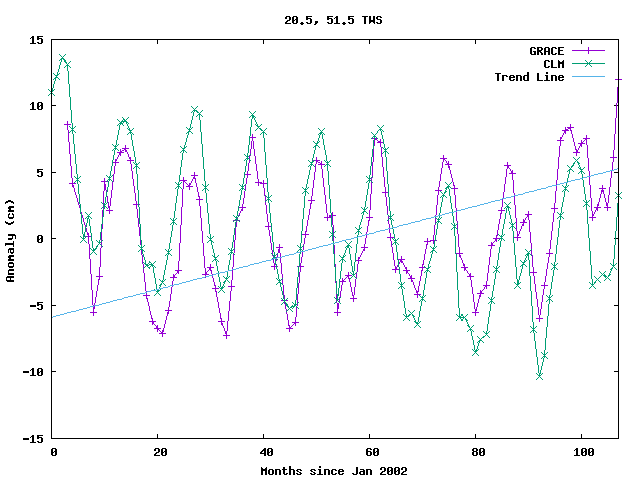 20.5, 51.5 TWS
GRACE
CLM
Trend Line
15
10
5
0
-5
-10
-15
Anomaly (cm)
0 20 40 60 80 100
Months since Jan 2002